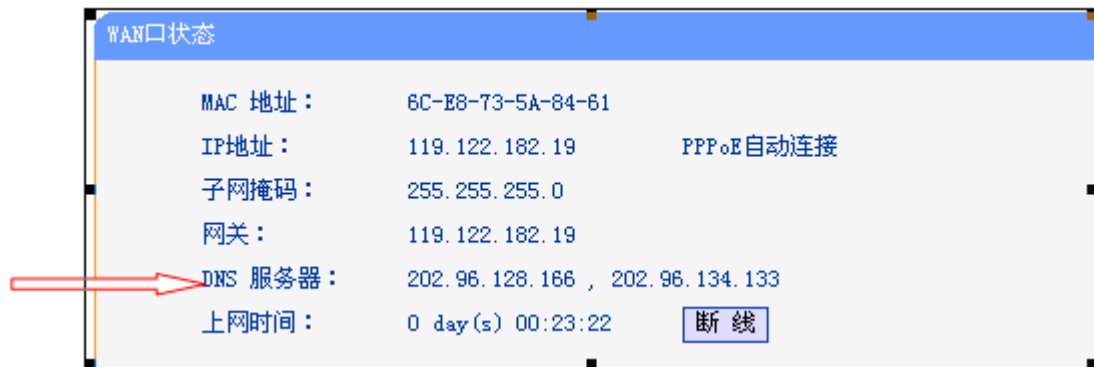 WAN口状态
MAC 地址： 6C-E8-73-5A-84-61
IP地址： 119.122.182.19 PPPoE自动连接
子网掩码： 255.255.255.0
网关： 119.122.182.19
DNS 服务器： 202.96.128.166 , 202.96.134.133
上网时间： 0 day(s) 00:23:22 断 线